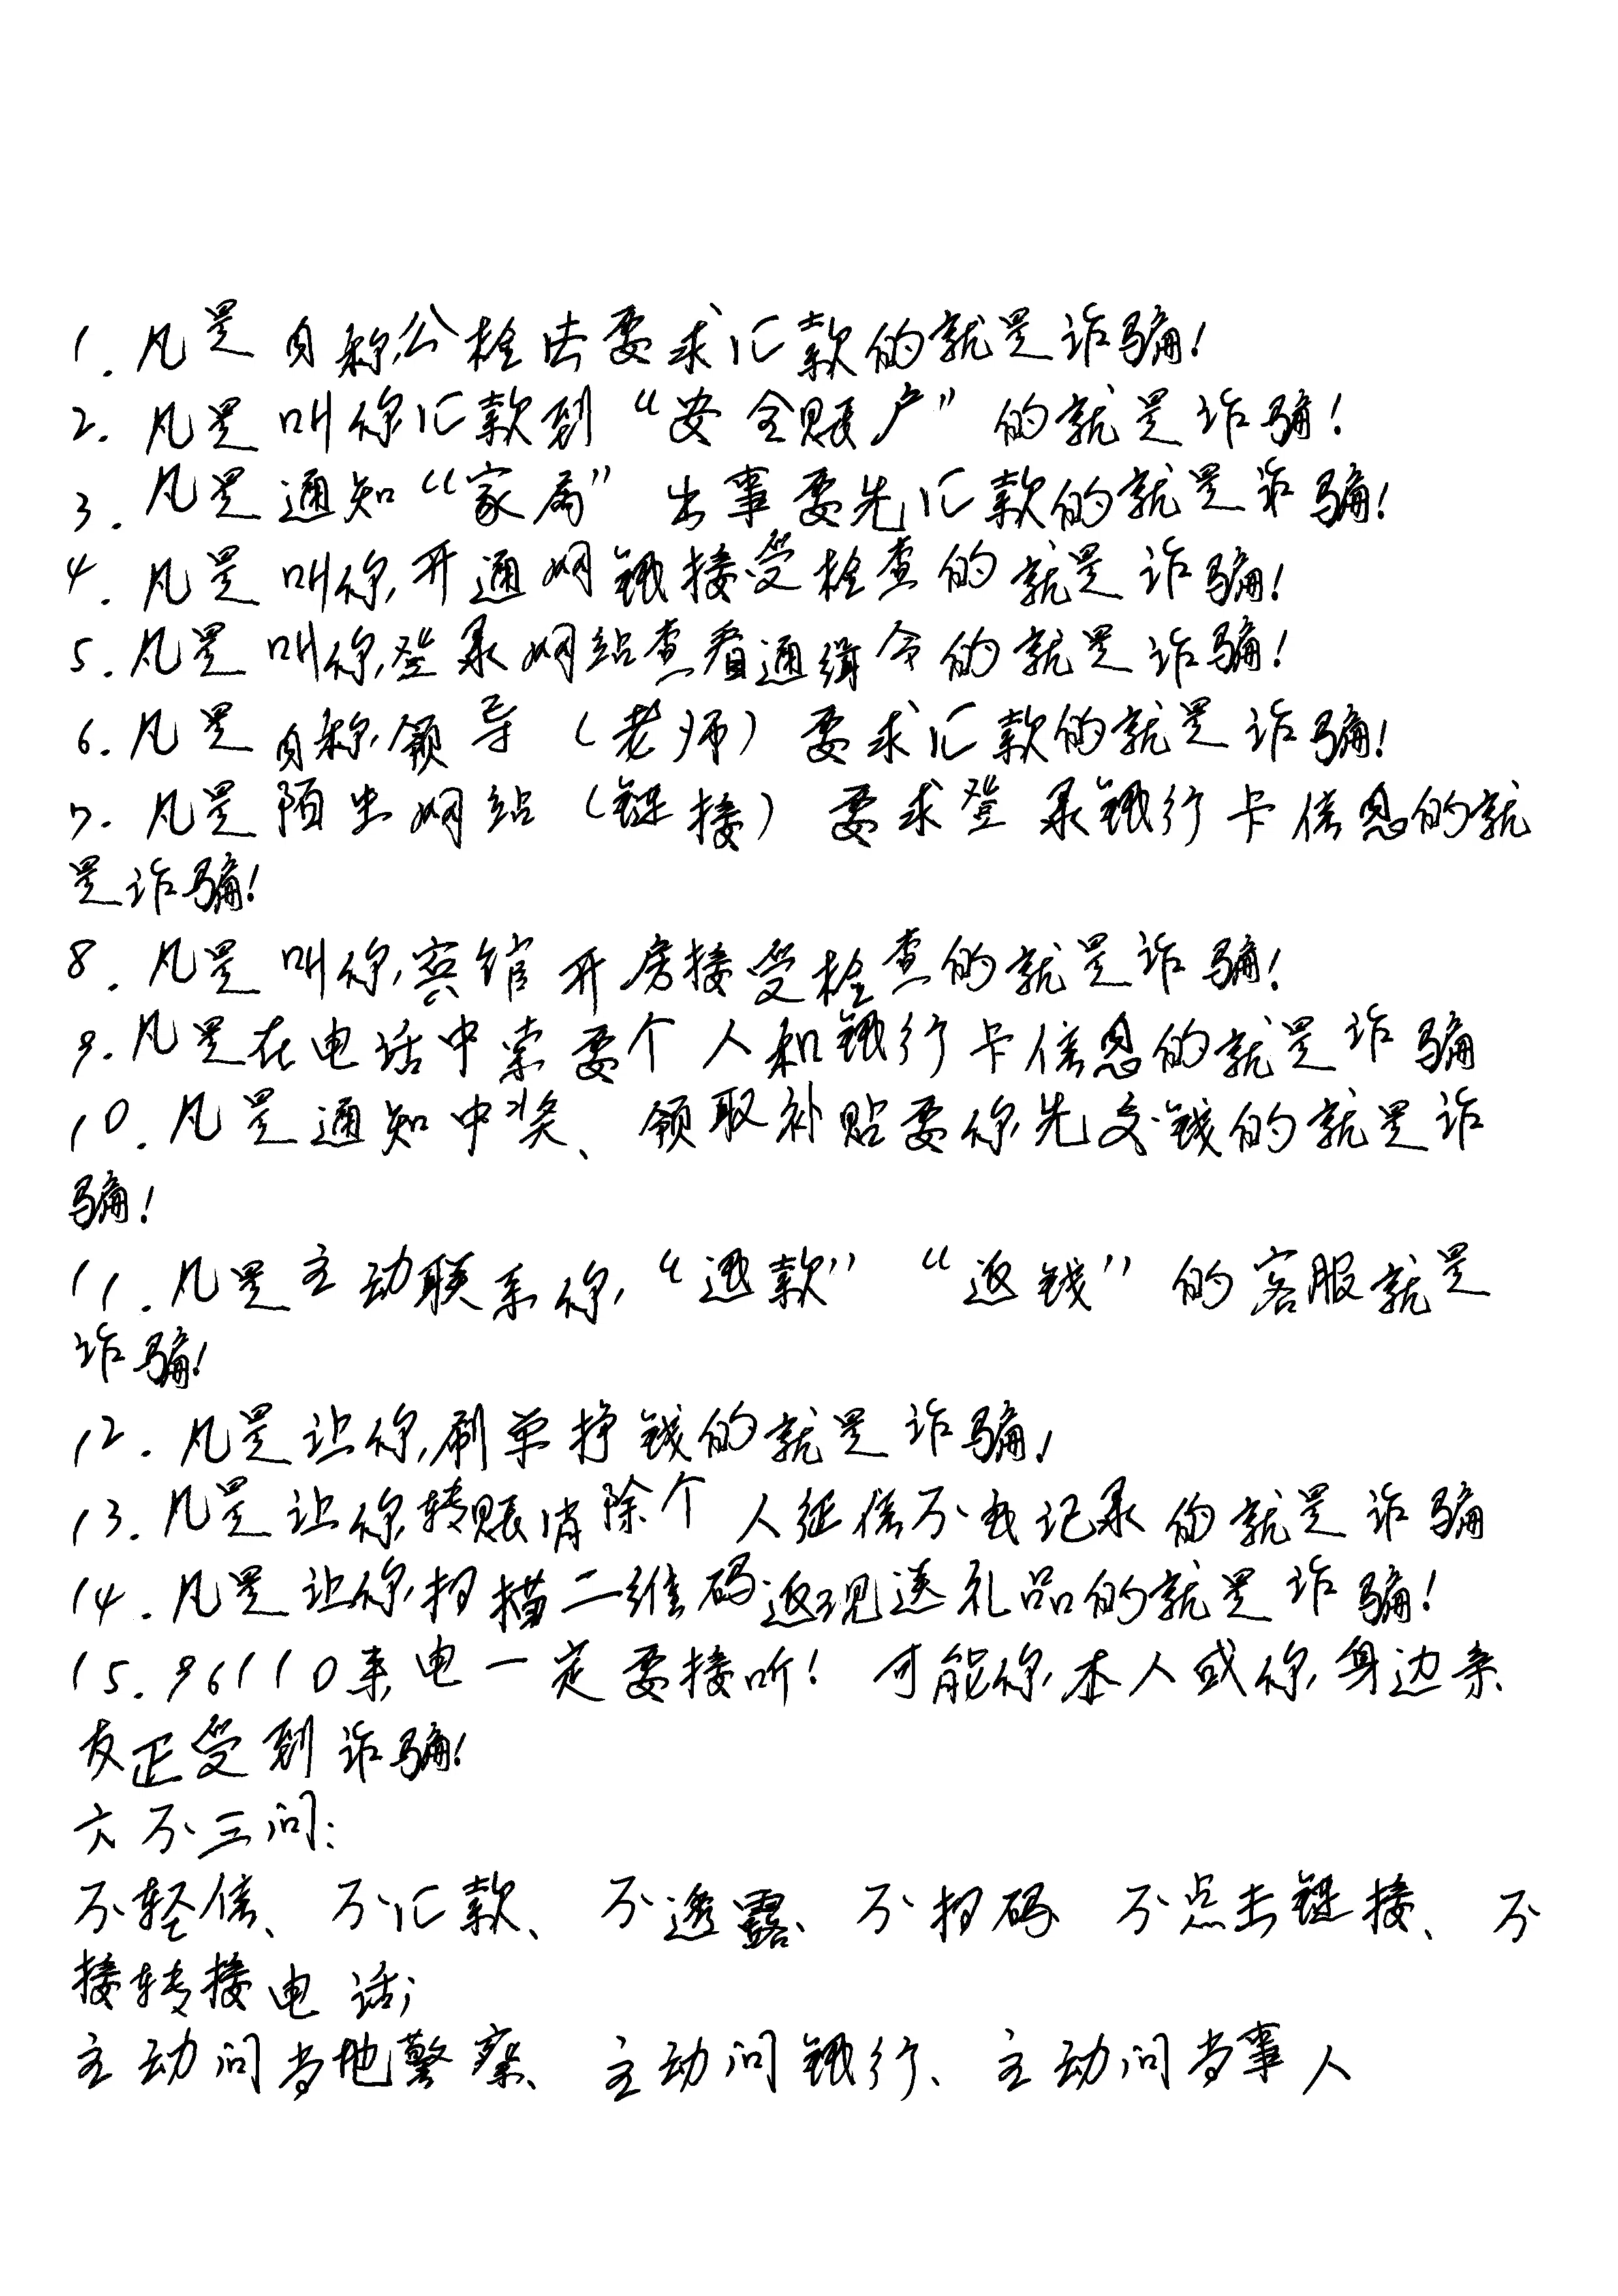 1.凡是自称公检法要求汇款的就是诈骗!
2.凡是叫你汇款到“安全账户”的就是诈骗!
3.凡是通知“家属”出事要先汇款的就是诈骗!
4.凡是叫你开通网银接受检查的就是诈骗!
5.凡是叫你登录网站查看通缉令的就是诈骗!
6.凡是自称领导(老师)要求汇款的就是诈骗!
7.凡是陌生网站(链接)要求登录银行卡信息的就
是诈骗!
8.凡是叫你宾馆开房接受检查的就是诈骗!
9.凡是在电话中索要个人和银行卡信息的就是诈骗
10.凡是通知中奖、领取补贴要你先交钱的就是诈
骗!
11.凡是主动联系你“退款”“返钱”的客服就是
诈骗!
12.凡是让你刷单挣钱的就是诈骗!
13.凡是让你转账消除个人征信不良记录的就是诈骗
14.凡是让你扫描二维码返现送礼品的就是诈骗!
15.96110来电一定要接听!可能你本人或你身边亲
友正受到诈骗!
六不三问:
不轻信、不汇款、不透露、不扫码、不点击链接、不
接转接电话;
主动问当地警察、主动问银行、主动问当事人